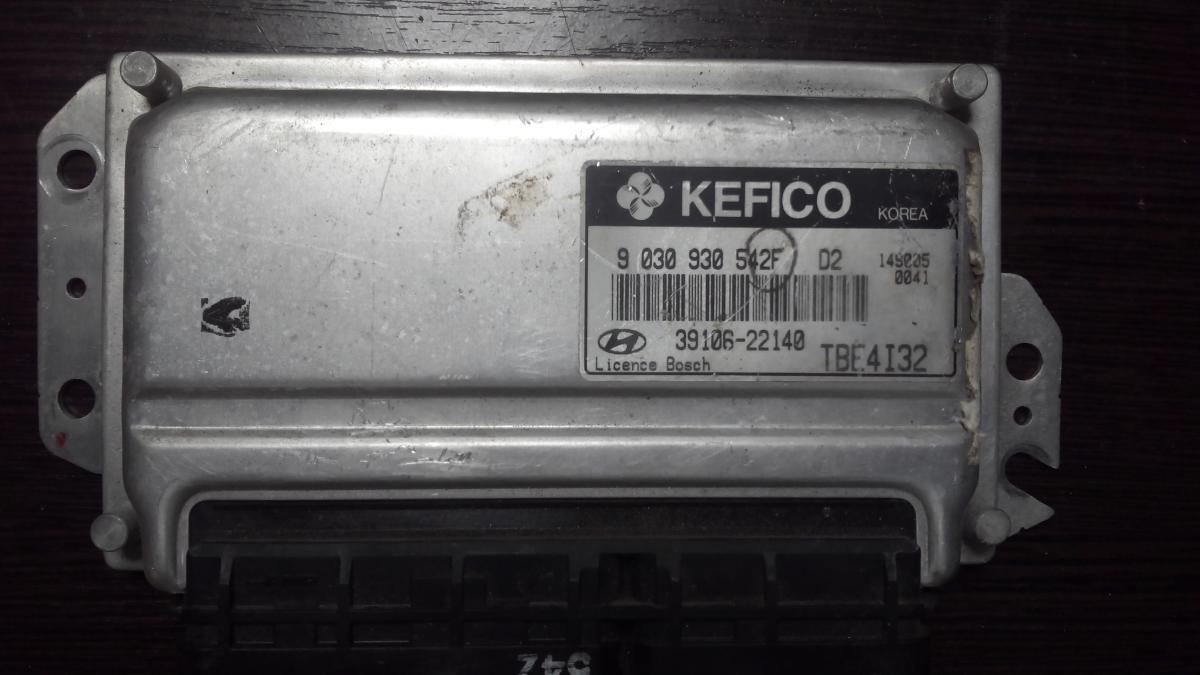 KEFICO KOREA
9 030 930 542F D2 149005
0041
39106-22140
Licence Bosch TBE4I32